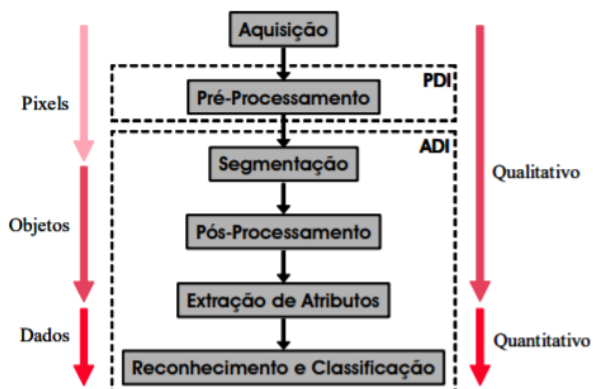 Aquisição
PDI
Pré-Processamento
Pixels
ADI
Segmentação
Qualitativo
Objetos
Pós-Processamento
Extração de Atributos
Dados
Quantitativo
Reconhecimento e Classificação